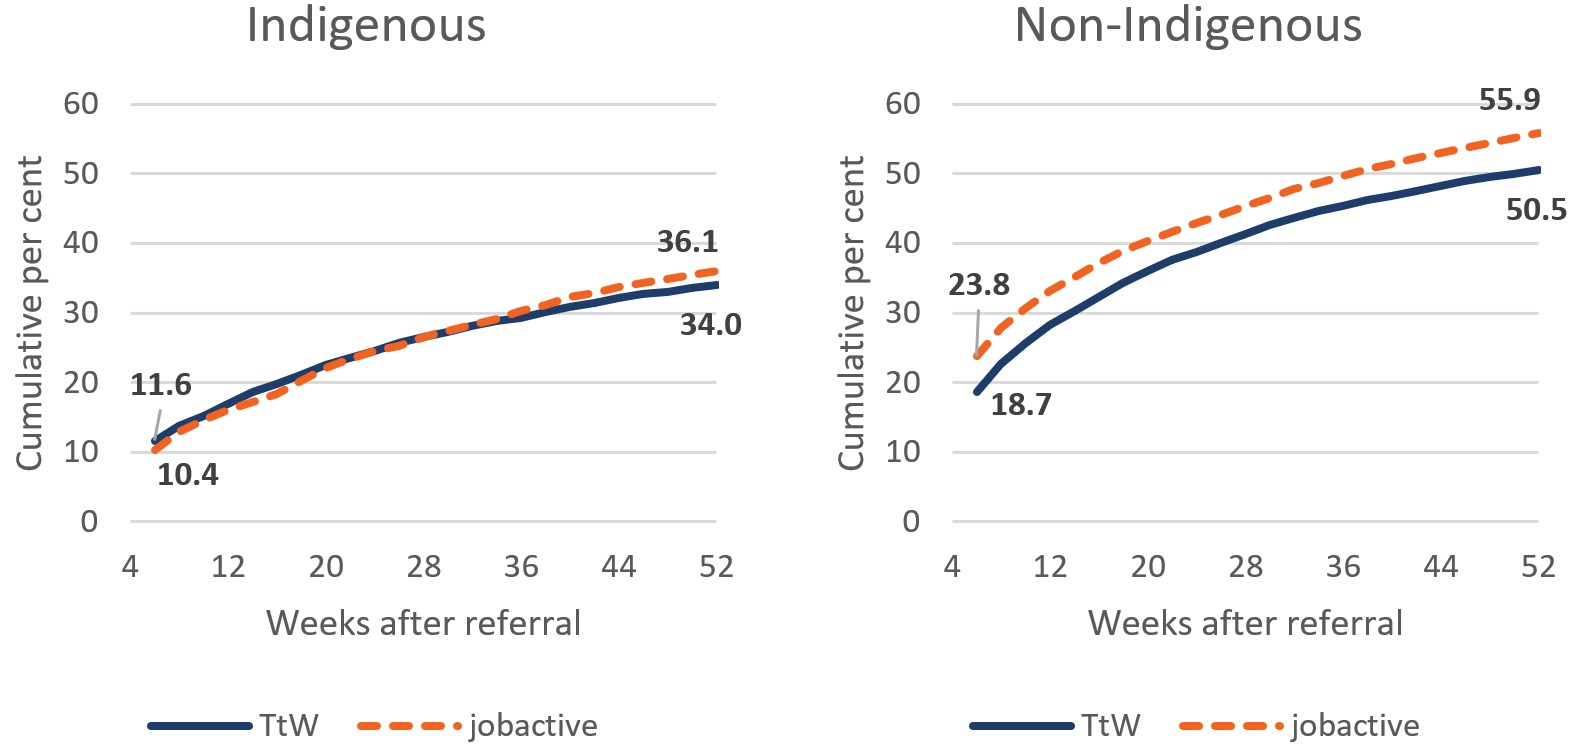 Indigenous
Cumulative per cent
60
50
40
30
20
10
0
11.6
10.4
36.1
34.0
4 12 20 28 36 44 52
Weeks after referral
TtW jobactive
Non-Indigenous
Cumulative per cent
60
50
40
30
20
10
0
23.8
18.7
55.9
50.5
4 12 20 28 36 44 52
Weeks after referral
TtW jobactive